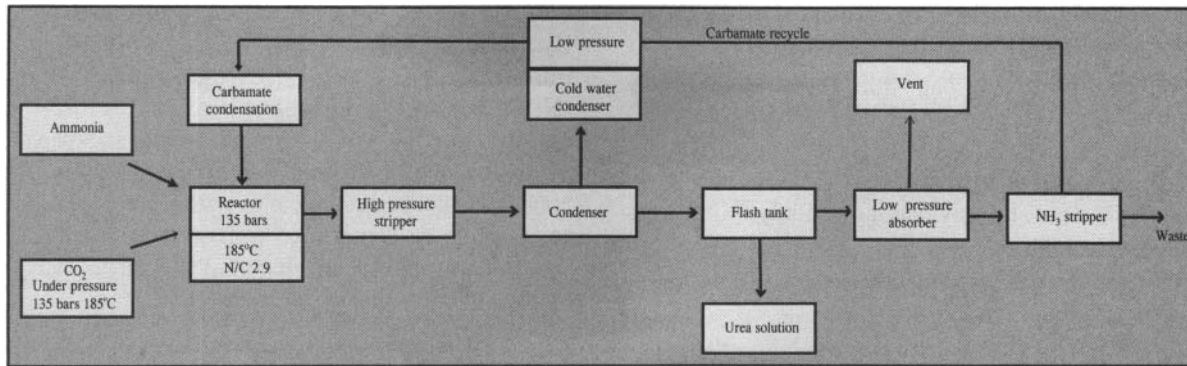 Low pressure
Carbamate recycle
Cold water
condenser
Carbamate
condensation
Vent
Ammonia
Reactor
135 bars
185°C
N/C 2.9
High pressure
stripper
Condenser
Flash tank
Low pressure
absorber
NH3 stripper
Waste
CO2
Under pressure
135 bars 185°C
Urea solution